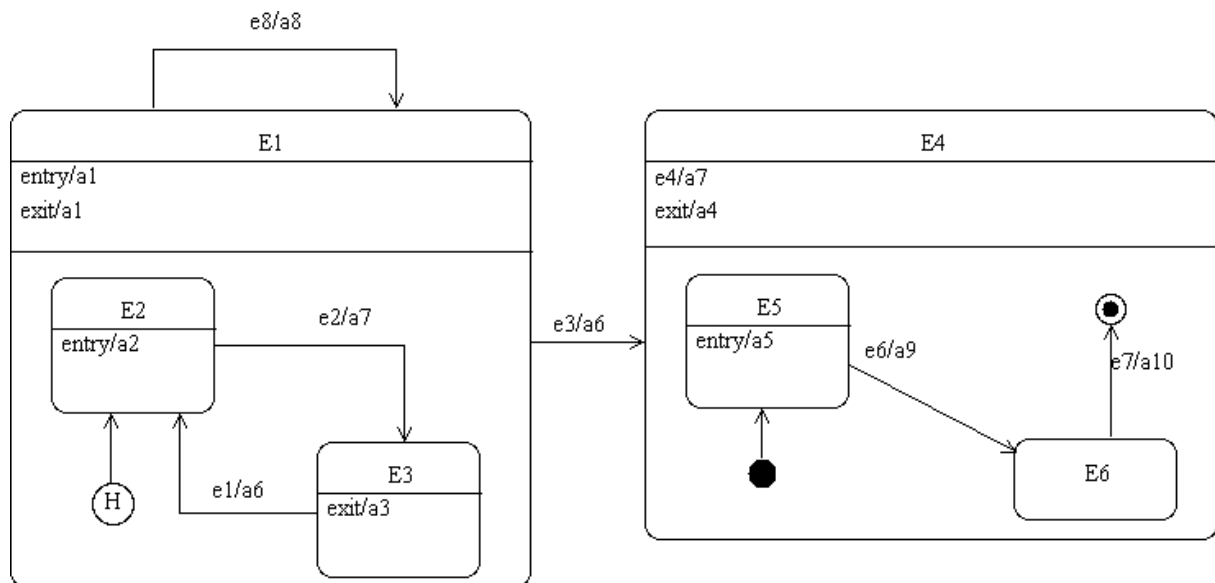 e8/a8
E1
entry/a1
exit/a1
E2
entry/a2
e2/a7
H
e1/a6
E3
exit/a3
e3/a6
E4
e4/a7
exit/a4
E5
entry/a5
e6/a9
e7/a10
E6